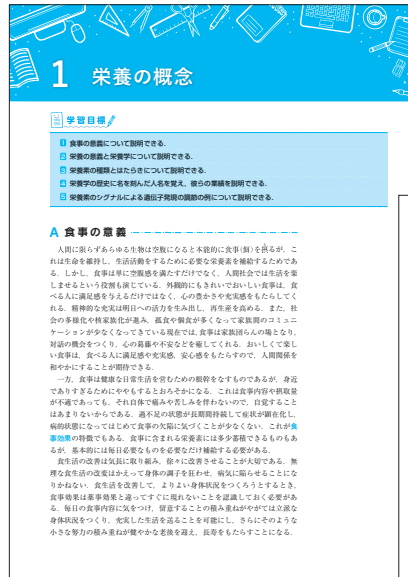 1 栄養の概念
学習目標
1 食事の意義について説明できる.
2 栄養の意義と栄養学について説明できる.
3 栄養素の種類とはたらきについて説明できる.
4 栄養学の歴史に名を刻んだ人名を覚え,彼らの業績を説明できる.
5 栄養素のシグナルによる遺伝子発現の調節の例について説明できる.
A 食事の意義
人間に限らずあらゆる生物は空腹になると本能的に食事(餌)を摂るが,こ
れは生命を維持し,生活活動をするために必要な栄養素を補給するためであ
る.しかし,食事は単に空腹感を満たすだけでなく,人間社会では生活を楽
しませるという役割も演じている.外観的にもきれいでおいしい食事は,食
べる人に満足感を与えるだけではなく,心の豊かさや充実感をもたらしてく
れる.精神的な充実は明日への活力を生み出し,再生産を高める.また,社
会の多様化や核家族化が進み,孤食や個食が多くなって家族間のコミュニ
ケーションが少なくなってきている現在では,食事は家族団らんの場となり,
対話の機会をつくり,心の葛藤や不安などを癒してくれる.おいしくて楽し
い食事は,食べる人に満足感や充実感,安心感をもたらすので,人間関係を
和やかにすることが期待できる.
一方,食事は健康な日常生活を営むための根幹をなすものであるが,身近
でありすぎるためにややもするとおろそかになる.これは食事内容や摂取量
が不適であっても,それ自体で痛みや苦しみを伴わないので,自覚すること
はあまりないからである.過不足の状態が長期間持続して症状が顕在化し,
病的状態になってはじめて食事の欠陥に気づくことが少なくない.これが食
事効果の特徴でもある.食事に含まれる栄養素には多少蓄積できるものもあ
るが,基本的には毎日必要なものを必要なだけ補給する必要がある.
食生活の改善は気長に取り組み,徐々に改善させることが大切である.無
理な食生活の改変はかえって身体の調子を狂わせ,病気に陥らせることにな
りかねない.食生活を改善して,よりよい身体状況をつくろうとするとき,
食事効果は薬事効果と違ってすぐに現れないことを認識しておく必要があ
る.毎日の食事内容に気をつけ,留意することの積み重ねがやがては立派な
身体状況をつくり,充実した生活を送ることを可能にし,さらにそのような
小さな努力の積み重ねが健やかな老後を迎え,長寿をもたらすことになる.